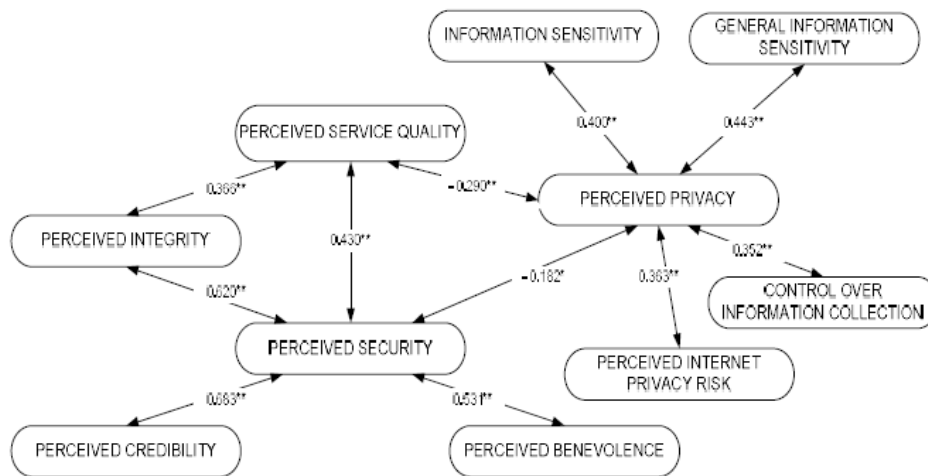 INFORMATION SENSITIVITY
GENERAL INFORMATION
SENSITIVITY
0.400**
0.443**
PERCEIVED SERVICE QUALITY
0.366**
-0.290**
PERCEIVED PRIVACY
PERCEIVED INTEGRITY
0.430**
0.352**
0.620**
-0.182*
0.363**
CONTROL OVER
INFORMATION COLLECTION
PERCEIVED SECURITY
PERCEIVED INTERNET
PRIVACY RISK
0.683**
0.531**
PERCEIVED CREDIBILITY
PERCEIVED BENEVOLENCE